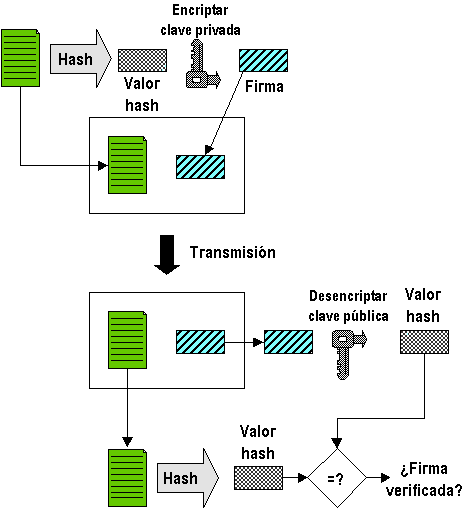 Encriptar
clave privada
Hash
Valor
hash
Firma
Transmisión
Desencriptar
clave pública
Valor
hash
Valor
hash
Hash
=?
¿Firma
verificada?